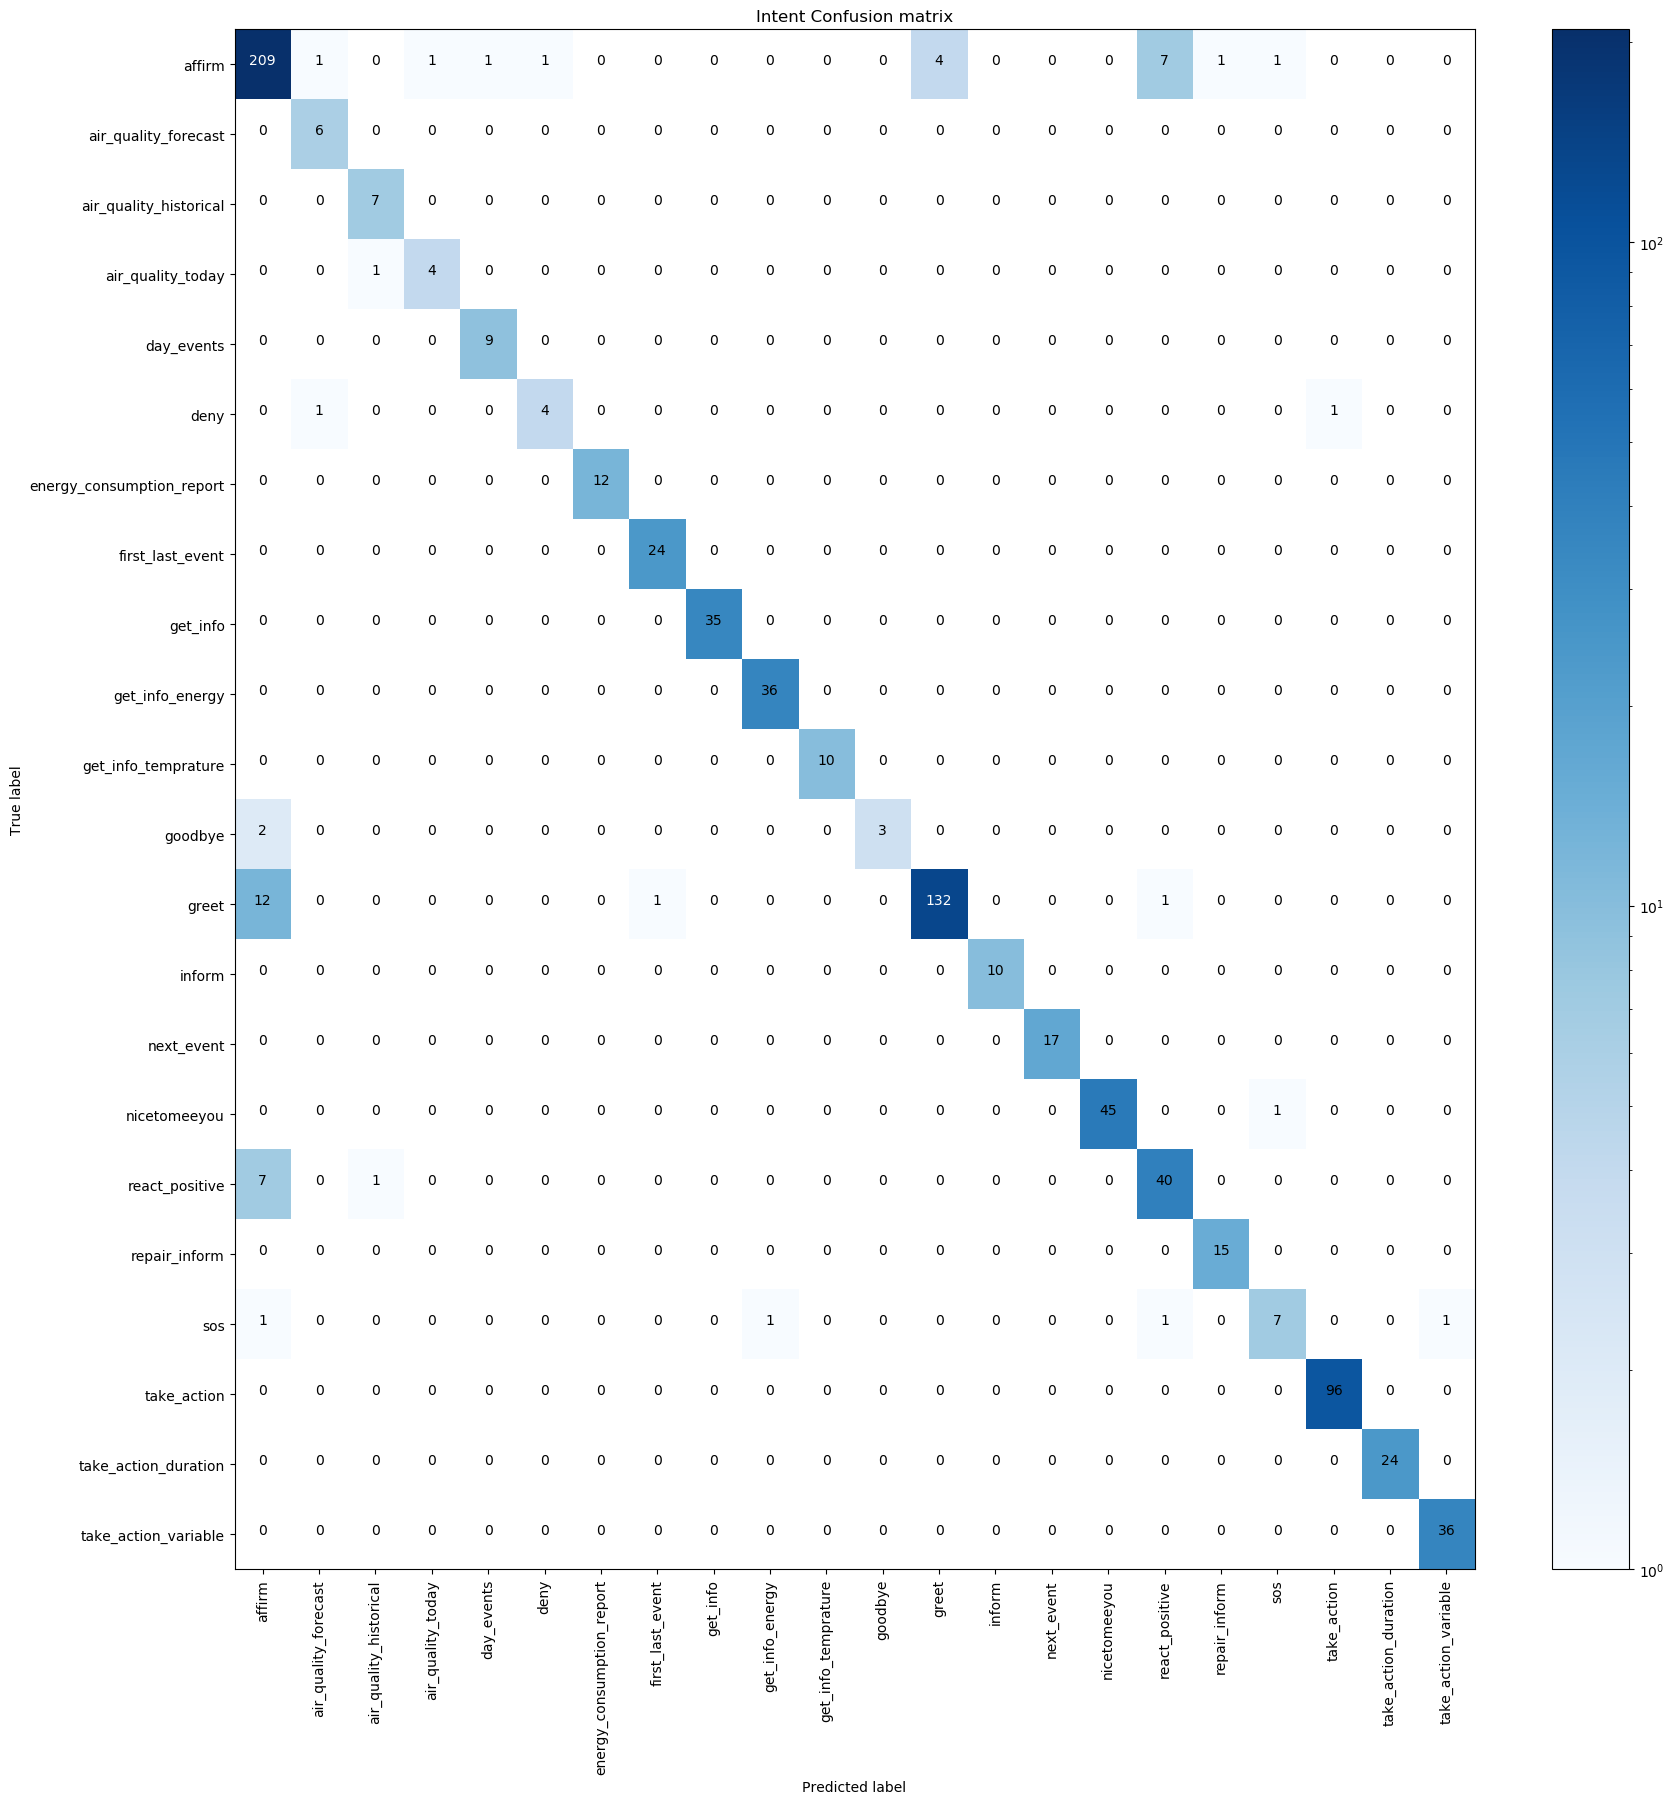 Intent Confusion matrix
affirm 209 1 0 1 1 1 0 0 0 0 0 0 4 0 0 0 7 1 1 0 0 0
air_quality_forecast 0 6 0 0 0 0 0 0 0 0 0 0 0 0 0 0 0 0 0 0 0 0
air_quality_historical 0 0 7 0 0 0 0 0 0 0 0 0 0 0 0 0 0 0 0 0 0 0
air_quality_today 0 0 1 4 0 0 0 0 0 0 0 0 0 0 0 0 0 0 0 0 0 0
10²
day_events 0 0 0 0 9 0 0 0 0 0 0 0 0 0 0 0 0 0 0 0 0 0
deny 0 1 0 0 0 4 0 0 0 0 0 0 0 0 0 0 0 0 0 1 0 0
energy_consumption_report 0 0 0 0 0 0 12 0 0 0 0 0 0 0 0 0 0 0 0 0 0 0
first_last_event 0 0 0 0 0 0 0 24 0 0 0 0 0 0 0 0 0 0 0 0 0 0
get_info 0 0 0 0 0 0 0 0 35 0 0 0 0 0 0 0 0 0 0 0 0 0
get_info_energy 0 0 0 0 0 0 0 0 0 36 0 0 0 0 0 0 0 0 0 0 0 0
get_info_temprature 0 0 0 0 0 0 0 0 0 0 10 0 0 0 0 0 0 0 0 0 0 0
True label
goodbye 2 0 0 0 0 0 0 0 0 0 0 3 0 0 0 0 0 0 0 0 0 0
greet 12 0 0 0 0 0 0 1 0 0 0 0 132 0 0 0 1 0 0 0 0 0
10¹
inform 0 0 0 0 0 0 0 0 0 0 0 0 0 10 0 0 0 0 0 0 0 0
next_event 0 0 0 0 0 0 0 0 0 0 0 0 0 0 17 0 0 0 0 0 0 0
nicetomeeyou 0 0 0 0 0 0 0 0 0 0 0 0 0 0 0 45 0 0 1 0 0 0
react_positive 7 0 1 0 0 0 0 0 0 0 0 0 0 0 0 0 40 0 0 0 0 0
repair_inform 0 0 0 0 0 0 0 0 0 0 0 0 0 0 0 0 0 15 0 0 0 0
sos 1 0 0 0 0 0 0 0 0 1 0 0 0 0 0 0 1 0 7 0 0 1
take_action 0 0 0 0 0 0 0 0 0 0 0 0 0 0 0 0 0 0 0 96 0 0
take_action_duration 0 0 0 0 0 0 0 0 0 0 0 0 0 0 0 0 0 0 0 0 24 0
take_action_variable 0 0 0 0 0 0 0 0 0 0 0 0 0 0 0 0 0 0 0 0 0 36
10⁰
affirm
air_quality_forecast
air_quality_historical
air_quality_today
day_events
deny
energy_consumption_report
first_last_event
get_info
get_info_energy
get_info_temprature
goodbye
greet
inform
next_event
nicetomeeyou
react_positive
repair_inform
sos
take_action
take_action_duration
take_action_variable
Predicted label